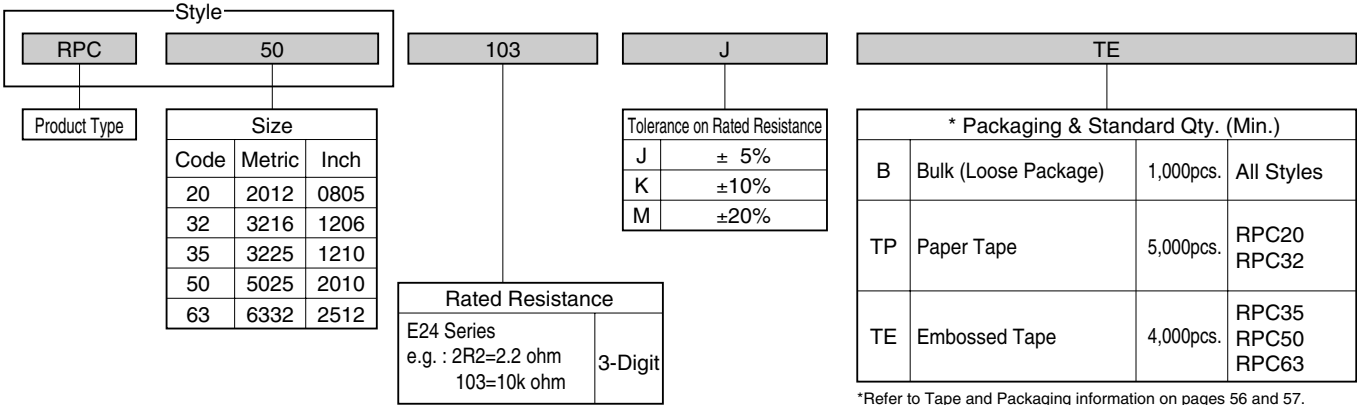 Style
RPC 50 103 J TE
Product Type
Size
Code Metric Inch
20 2012 0805
32 3216 1206
35 3225 1210
50 5025 2010
63 6332 2512
Rated Resistance
E24 Series
e.g. : 2R2=2.2 ohm
103=10k ohm
3-Digit
Tolerance on Rated Resistance
J ± 5%
K ±10%
M ±20%
* Packaging & Standard Qty. (Min.)
B Bulk (Loose Package) 1,000pcs. All Styles
TP Paper Tape 5,000pcs. RPC20
RPC32
TE Embossed Tape 4,000pcs. RPC35
RPC50
RPC63
*Refer to Tape and Packaging information on pages 56 and 57.